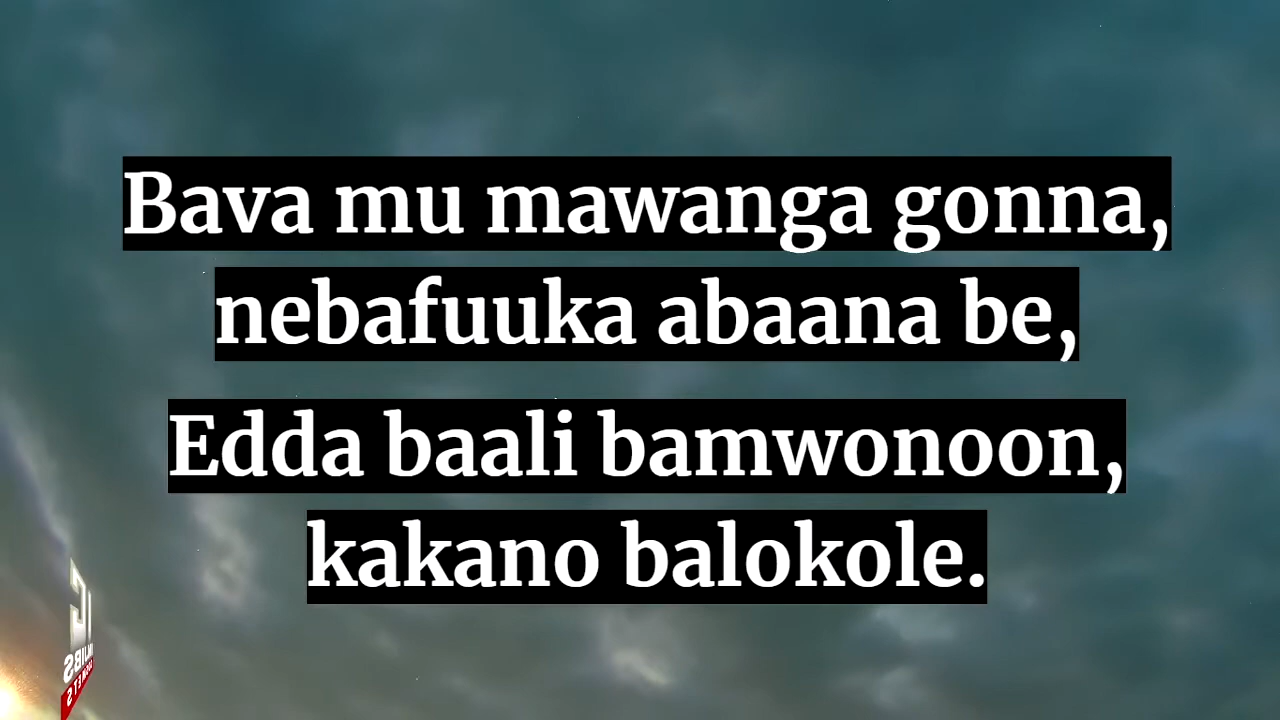 Bava mu mawanga gonna,
nebafuuka abaana be,
Edda baali bamwonoon,
kakano balokole.